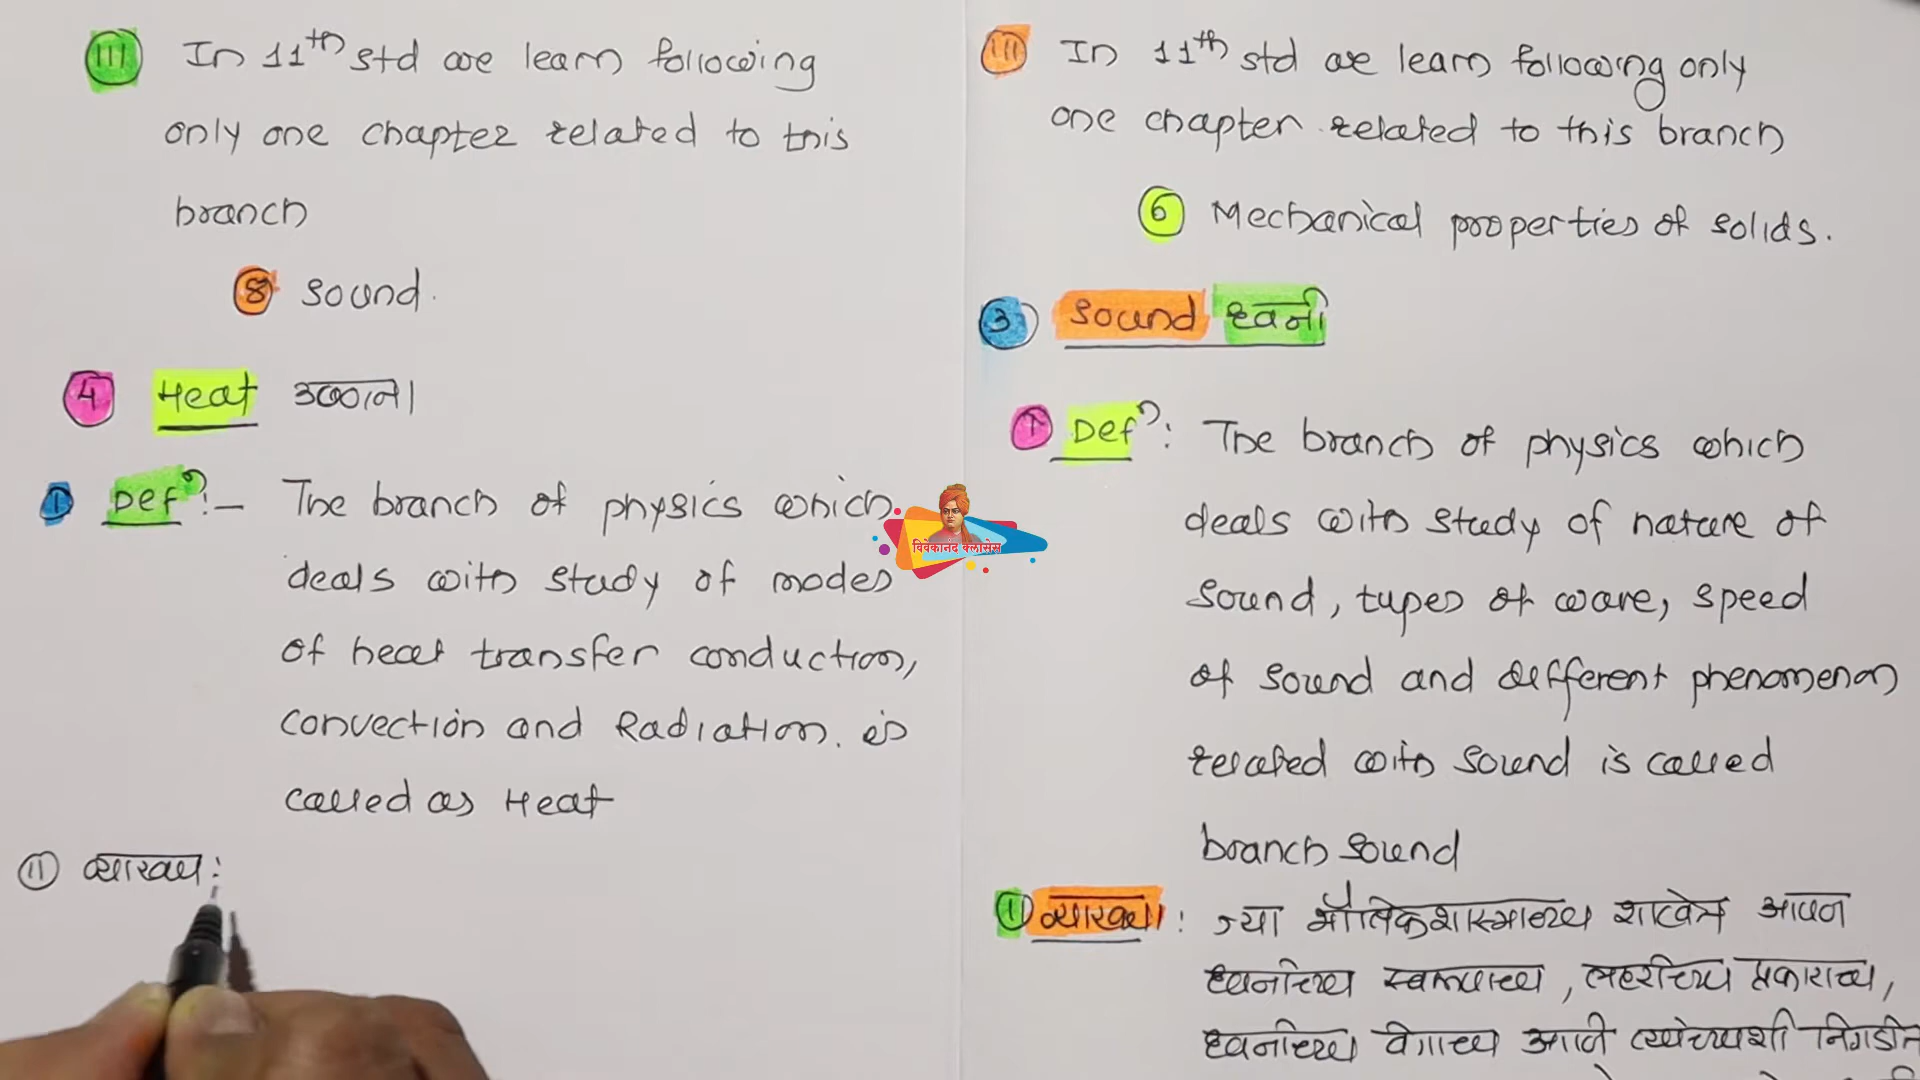 III In 11th std we learn following
only one chapter related to this
branch
8 Sound.
4 Heat उष्णता
I Defn :- The branch of physics which
deals with study of modes
of heat transfer conduction,
convection and Radiation. is
called as Heat
II व्याख्या :
III In 11th std we learn following only
one chapter related to this branch
6 Mechanical properties of solids.
3 Sound ध्वनी
Defn : The branch of physics which
deals with study of nature of
sound, types of wave, speed
of sound and different phenomenon
related with sound is called
branch sound
व्याख्या : ज्या भौतिकशास्त्राच्या शाखेत आपण
ध्वनीच्या स्वरूपाच्या, लहरीच्या प्रकाराच्या,
ध्वनीच्या वेगाच्या आणि त्याच्याशी निगडीत
विवेकानंद क्लासेस